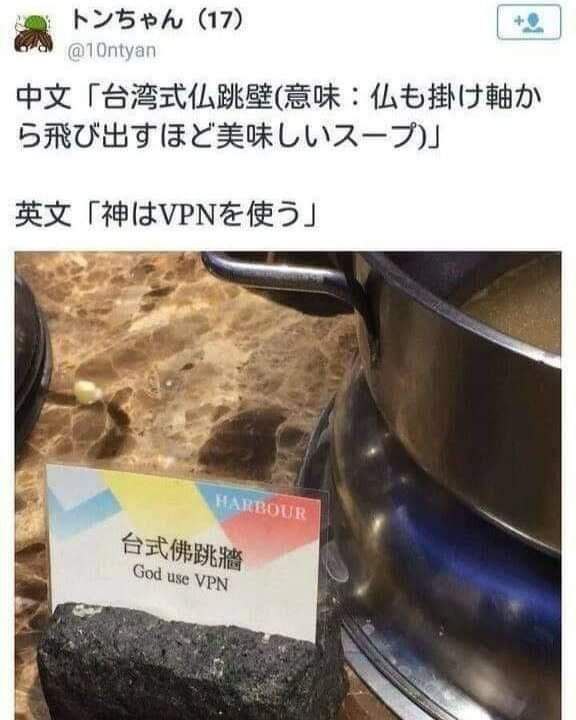 トンちゃん（17）
@10ntyan
中文「台湾式仏跳壁(意味：仏も掛け軸か
ら飛び出すほど美味しいスープ)」
英文「神はVPNを使う」
HARBOUR
台式佛跳牆
God use VPN